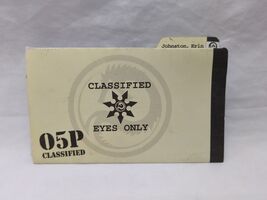 Johnston, Erin
CLASSIFIED
EYES ONLY
05P
CLASSIFIED